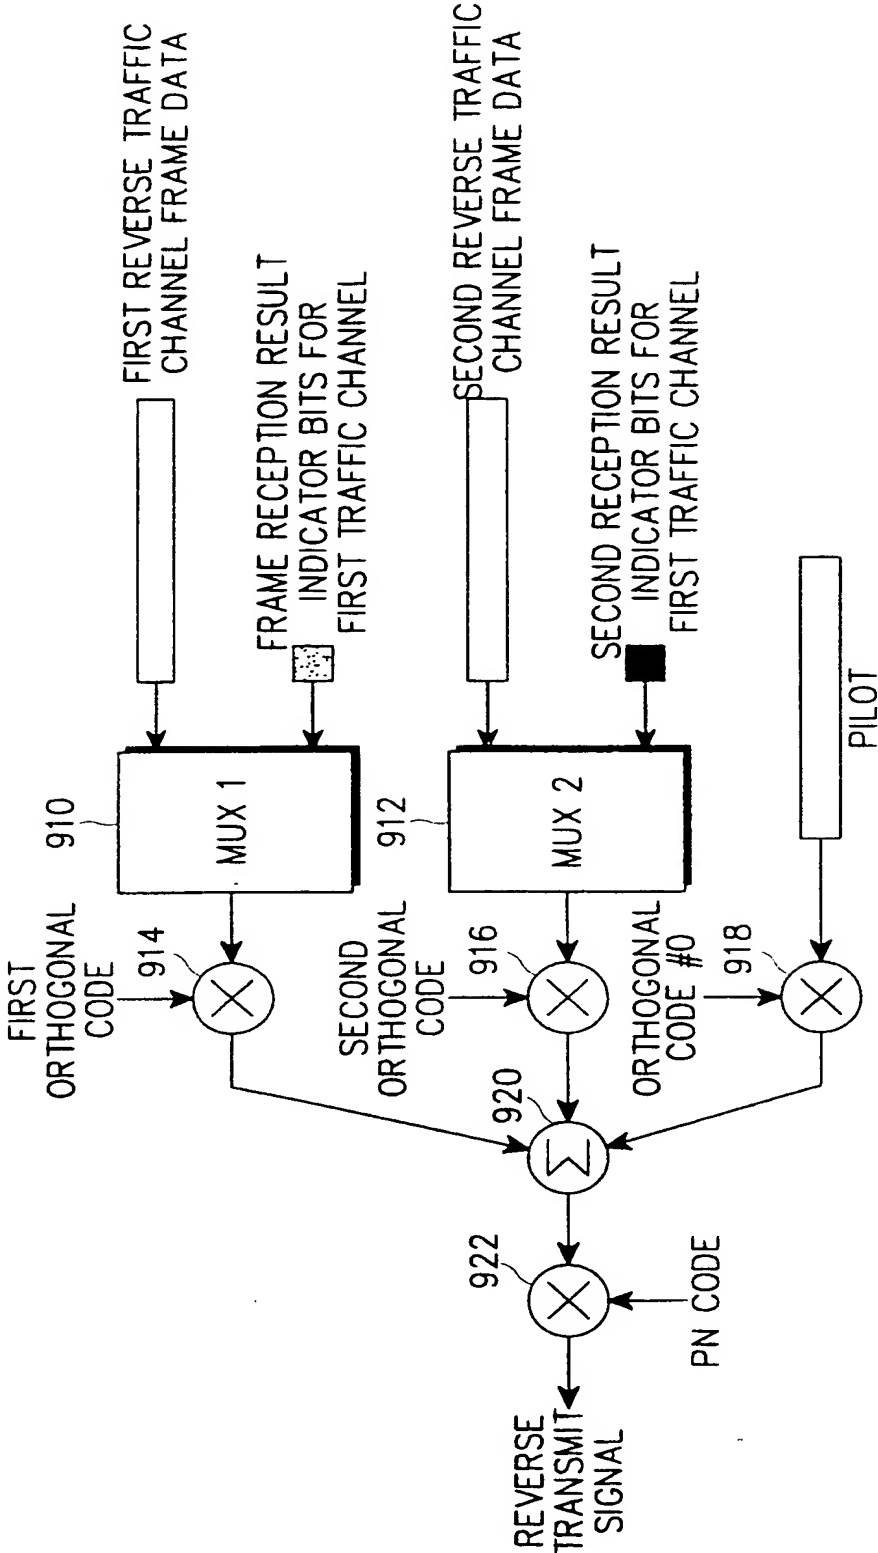 FIRST REVERSE TRAFFIC
CHANNEL FRAME DATA
FRAME RECEPTION RESULT
INDICATOR BITS FOR
FIRST TRAFFIC CHANNEL
SECOND REVERSE TRAFFIC
CHANNEL FRAME DATA
SECOND RECEPTION RESULT
INDICATOR BITS FOR
FIRST TRAFFIC CHANNEL
PILOT
910
MUX 1
912
MUX 2
FIRST
ORTHOGONAL
CODE
914
SECOND
ORTHOGONAL
CODE
916
ORTHOGONAL
CODE #0
918
920
Σ
922
PN CODE
REVERSE
TRANSMIT
SIGNAL